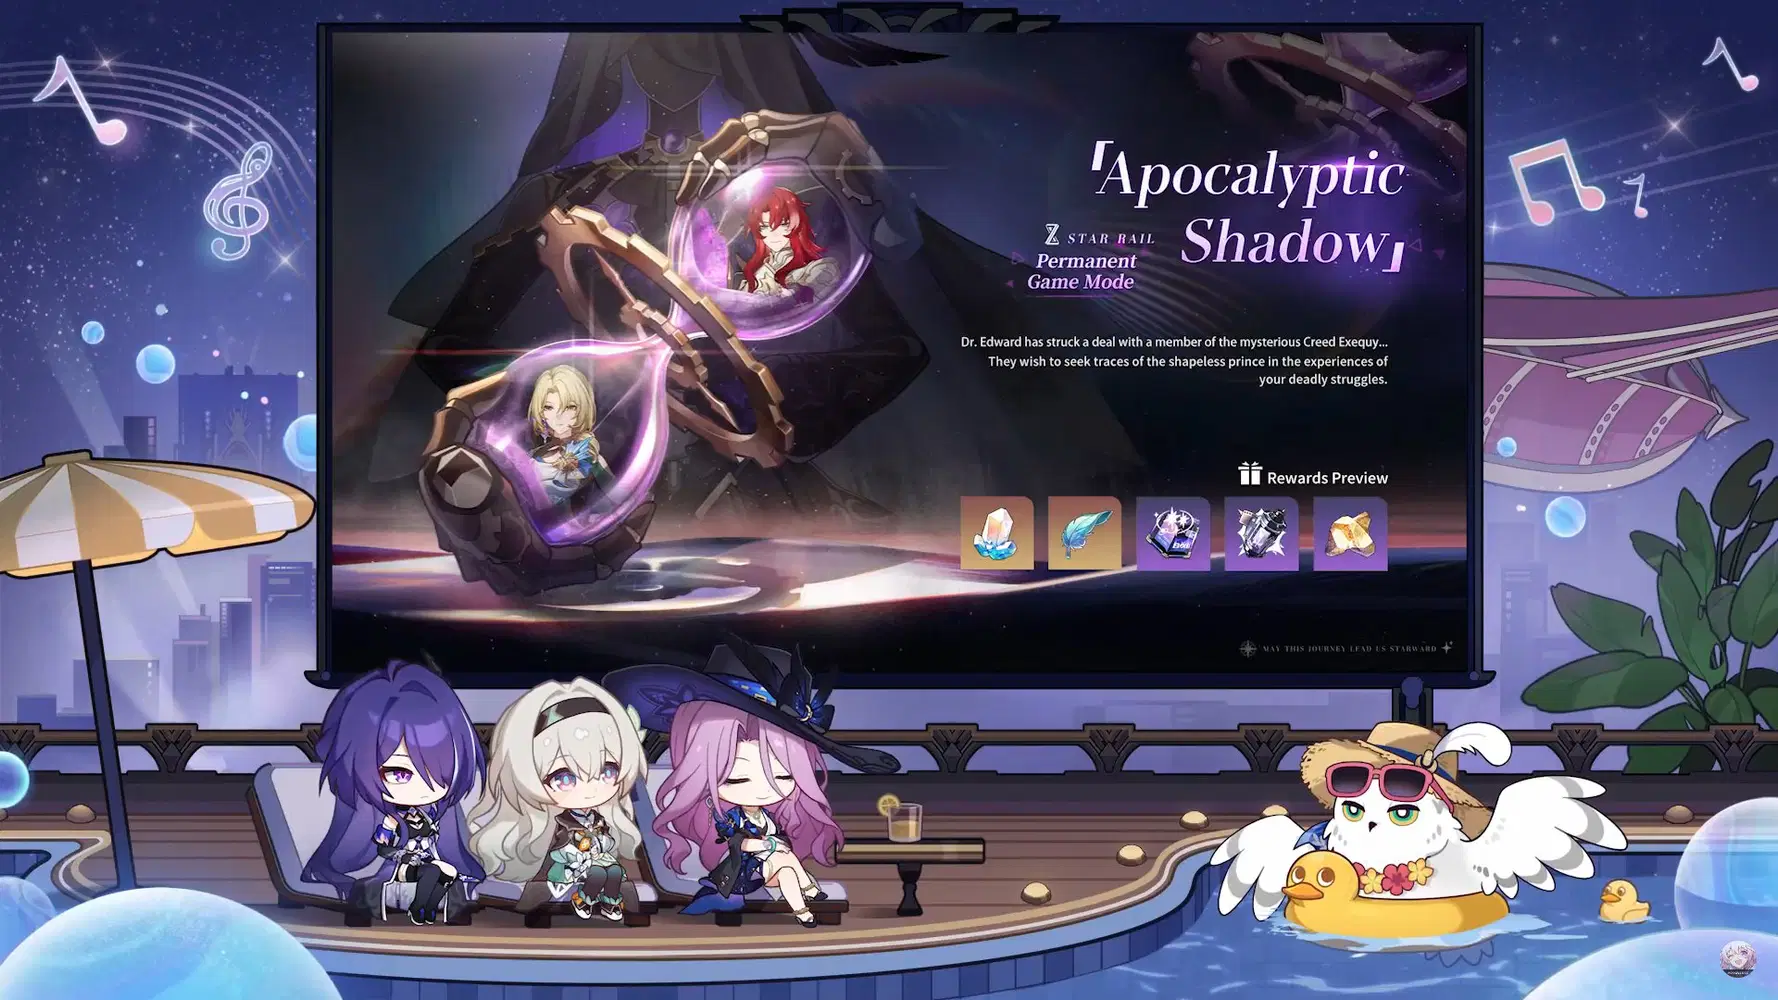 「Apocalyptic
Shadow」
STAR RAIL
Permanent
Game Mode
Dr. Edward has struck a deal with a member of the mysterious Creed Exequy...
They wish to seek traces of the shapeless prince in the experiences of
your deadly struggles.
Rewards Preview
MAY THIS JOURNEY LEAD US STARWARD